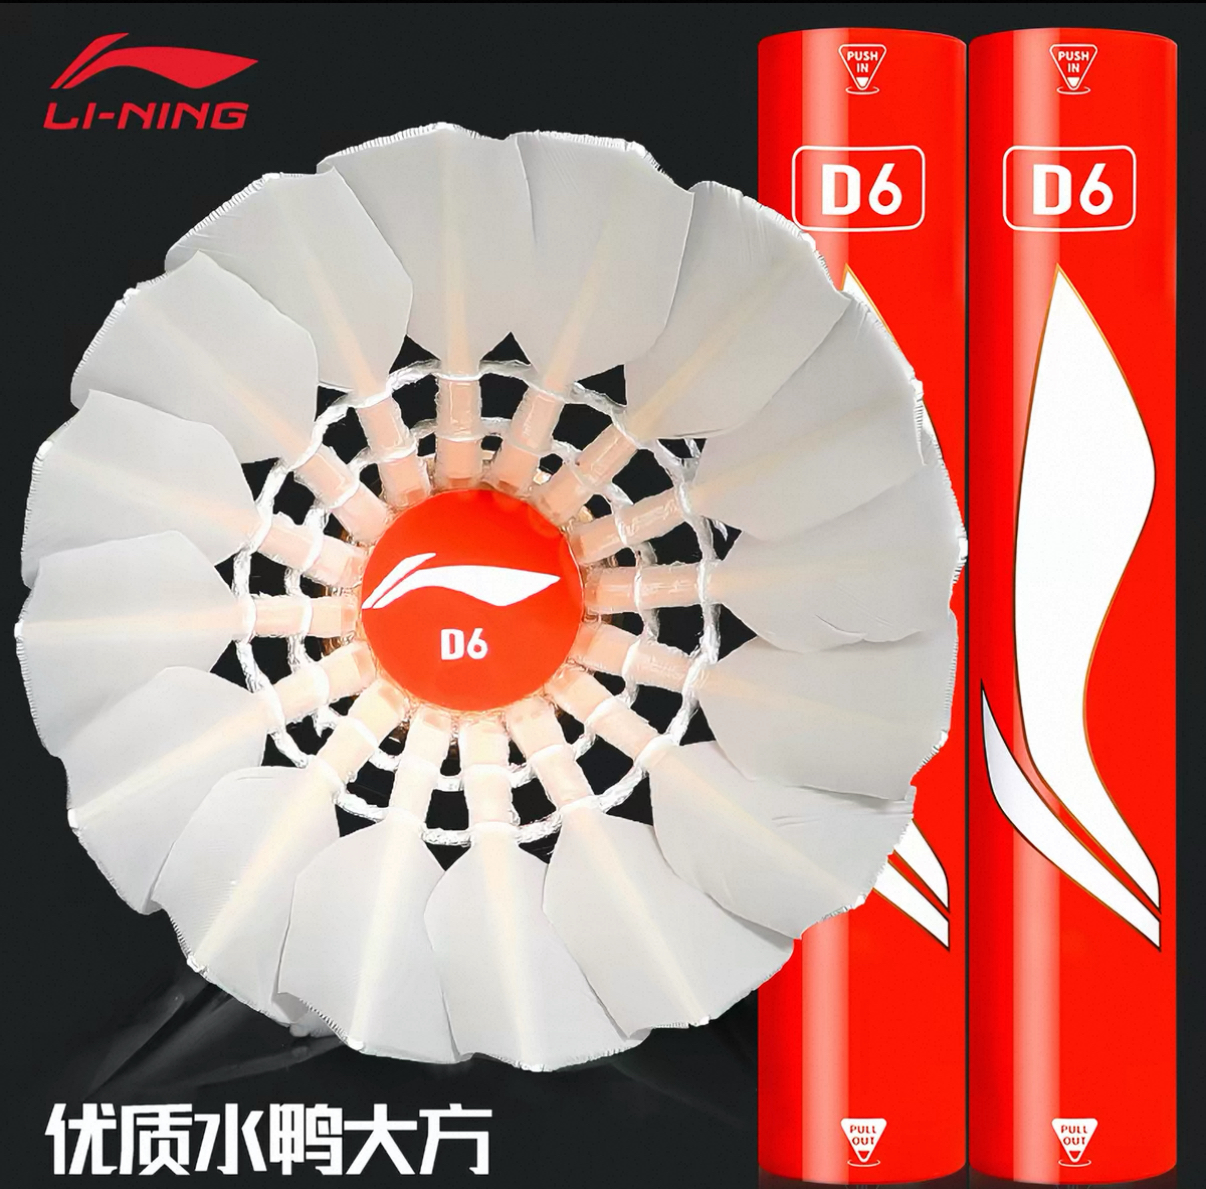 LI-NING
PUSH
IN
PUSH
IN
D6
D6
D6
PULL
OUT
PULL
OUT
优质水鸭大方